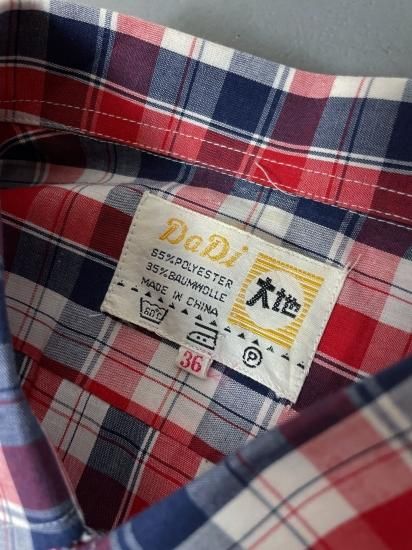 DaDi
大地
65%POLYESTER
35%BAUMWOLLE
MADE IN CHINA
60°C
P
36